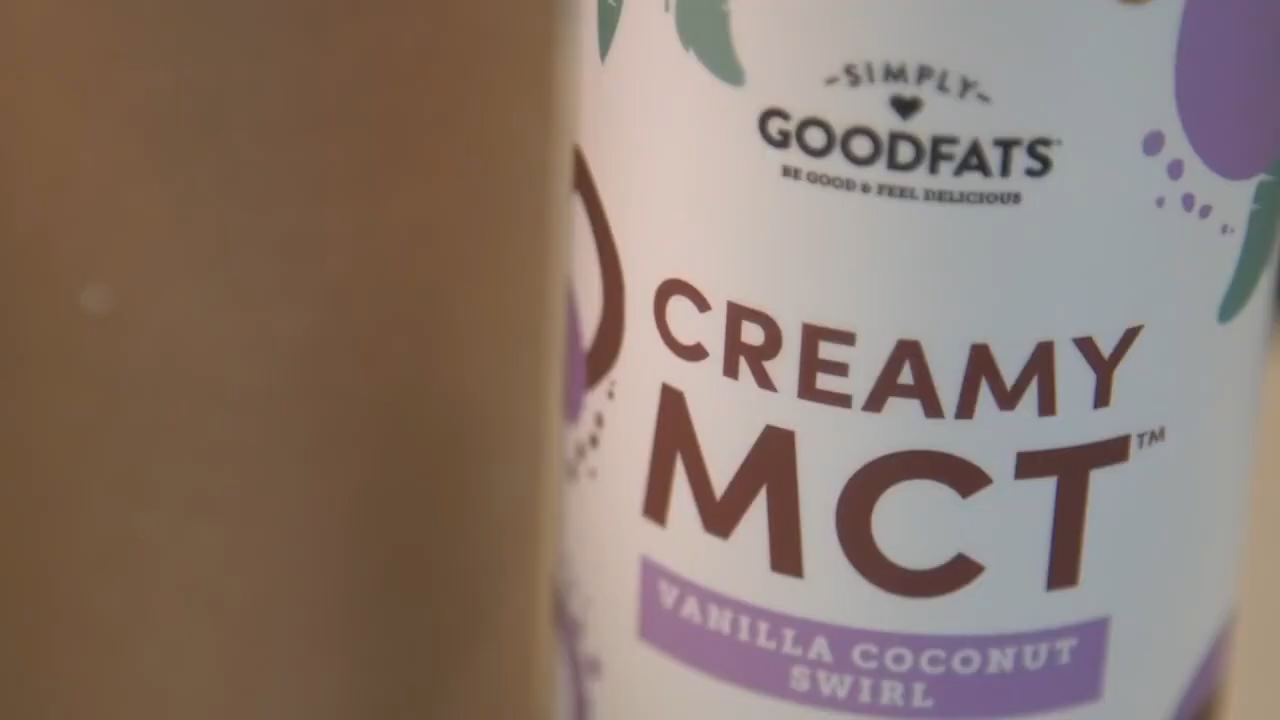 SIMPLY
GOODFATS
BE GOOD & FEEL DELICIOUS
CREAMY
MCT™
VANILLA COCONUT
SWIRL